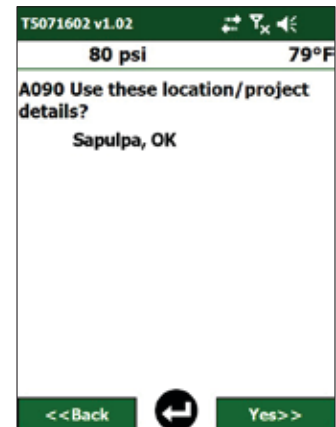 T5071602 v1.02
80 psi 79°F
A090 Use these location/project
details?
Sapulpa, OK
<<Back Yes>>